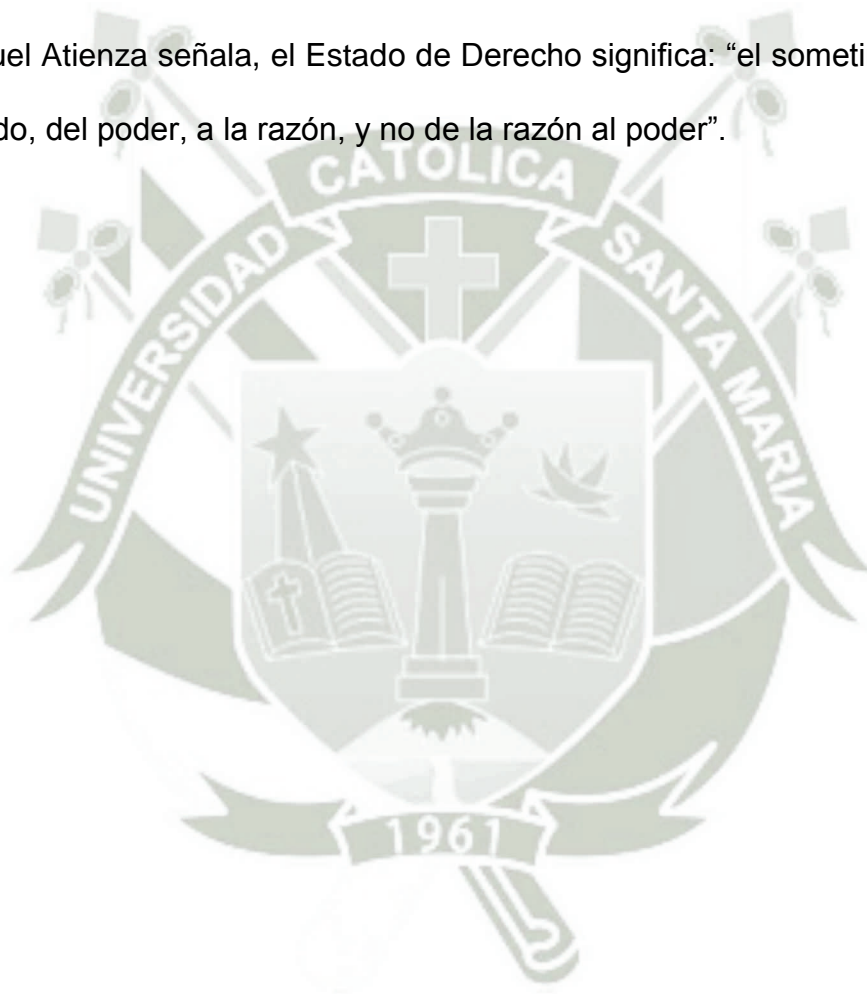 uel Atienza señala, el Estado de Derecho significa: “el someti
do, del poder, a la razón, y no de la razón al poder”.
CATOLICA
UNIVERSIDAD
SANTA MARIA
1961